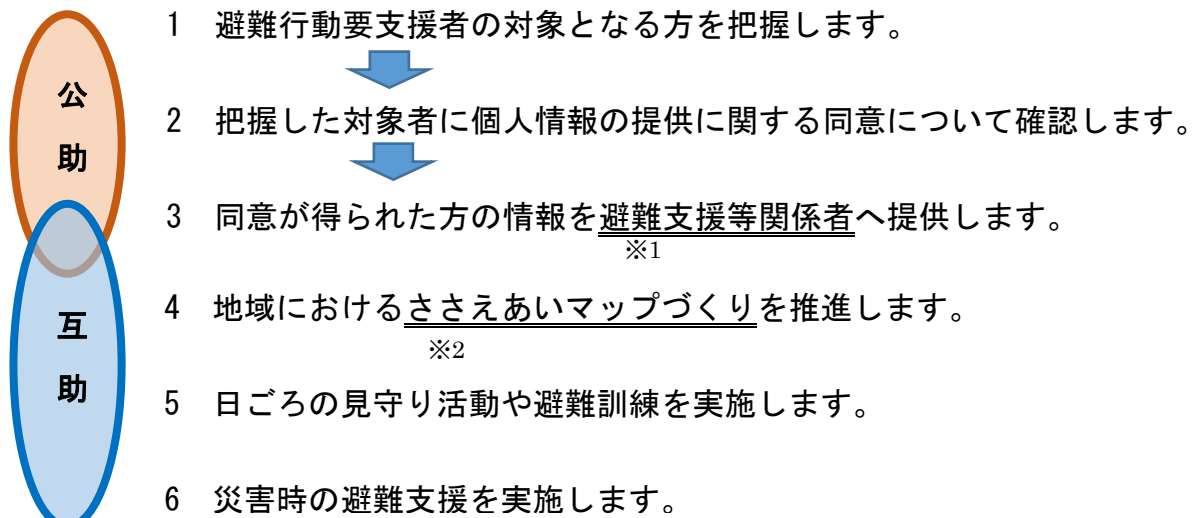 公助
互助
1 避難行動要支援者の対象となる方を把握します。
2 把握した対象者に個人情報の提供に関する同意について確認します。
3 同意が得られた方の情報を避難支援等関係者へ提供します。
※1
4 地域におけるささえあいマップづくりを推進します。
※2
5 日ごろの見守り活動や避難訓練を実施します。
6 災害時の避難支援を実施します。